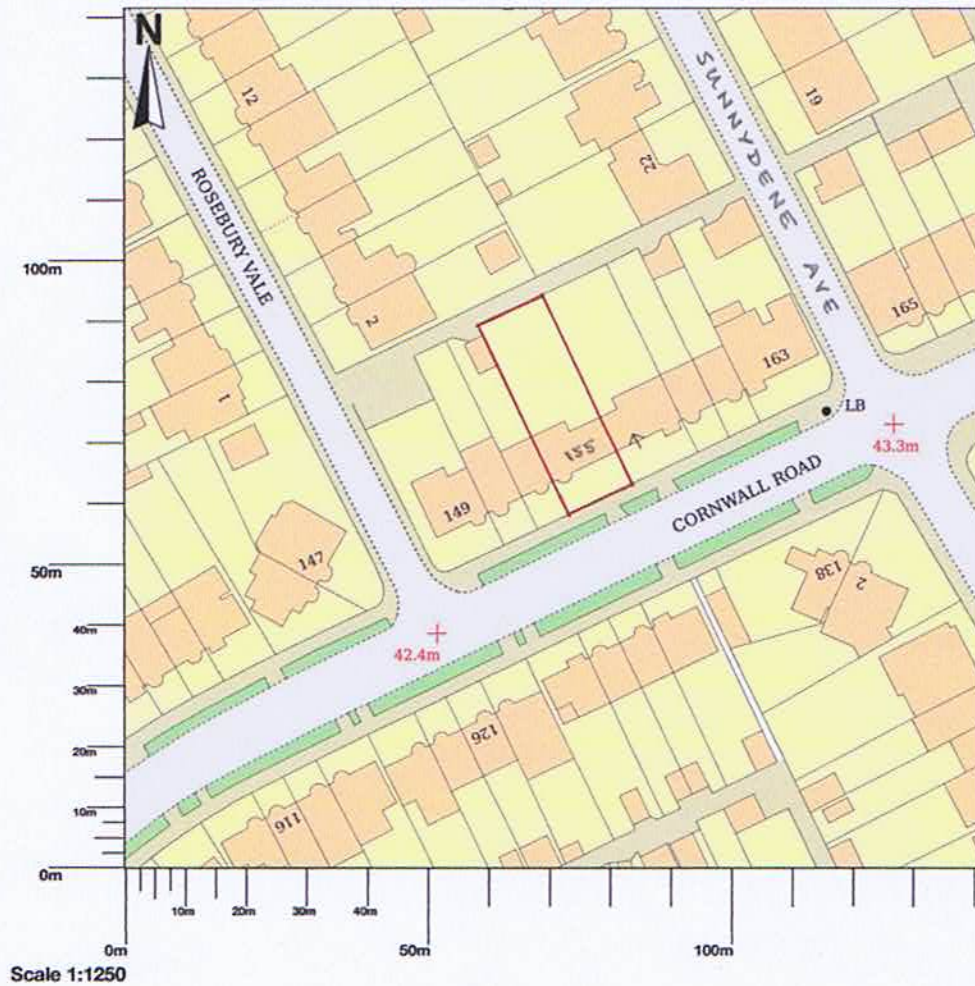 N
12
SUNNYDENE AVE
19
22
ROSEBURY VALE
100m
2
165
1
163
LB
43.3m
149
CORNWALL ROAD
147
138
2
50m
40m
42.4m
30m
126
20m
10m
116
0m
10m
20m
30m
40m
0m
50m
100m
Scale 1:1250